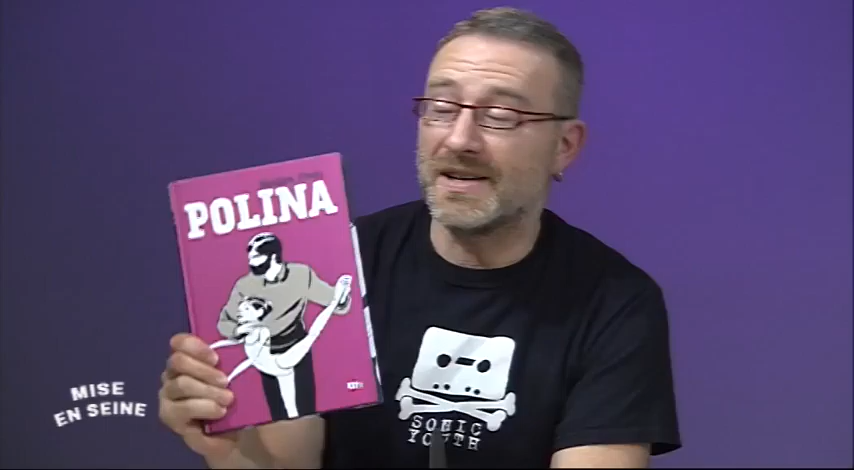 POLINA
SONIC
YOUTH
MISE
EN SEINE